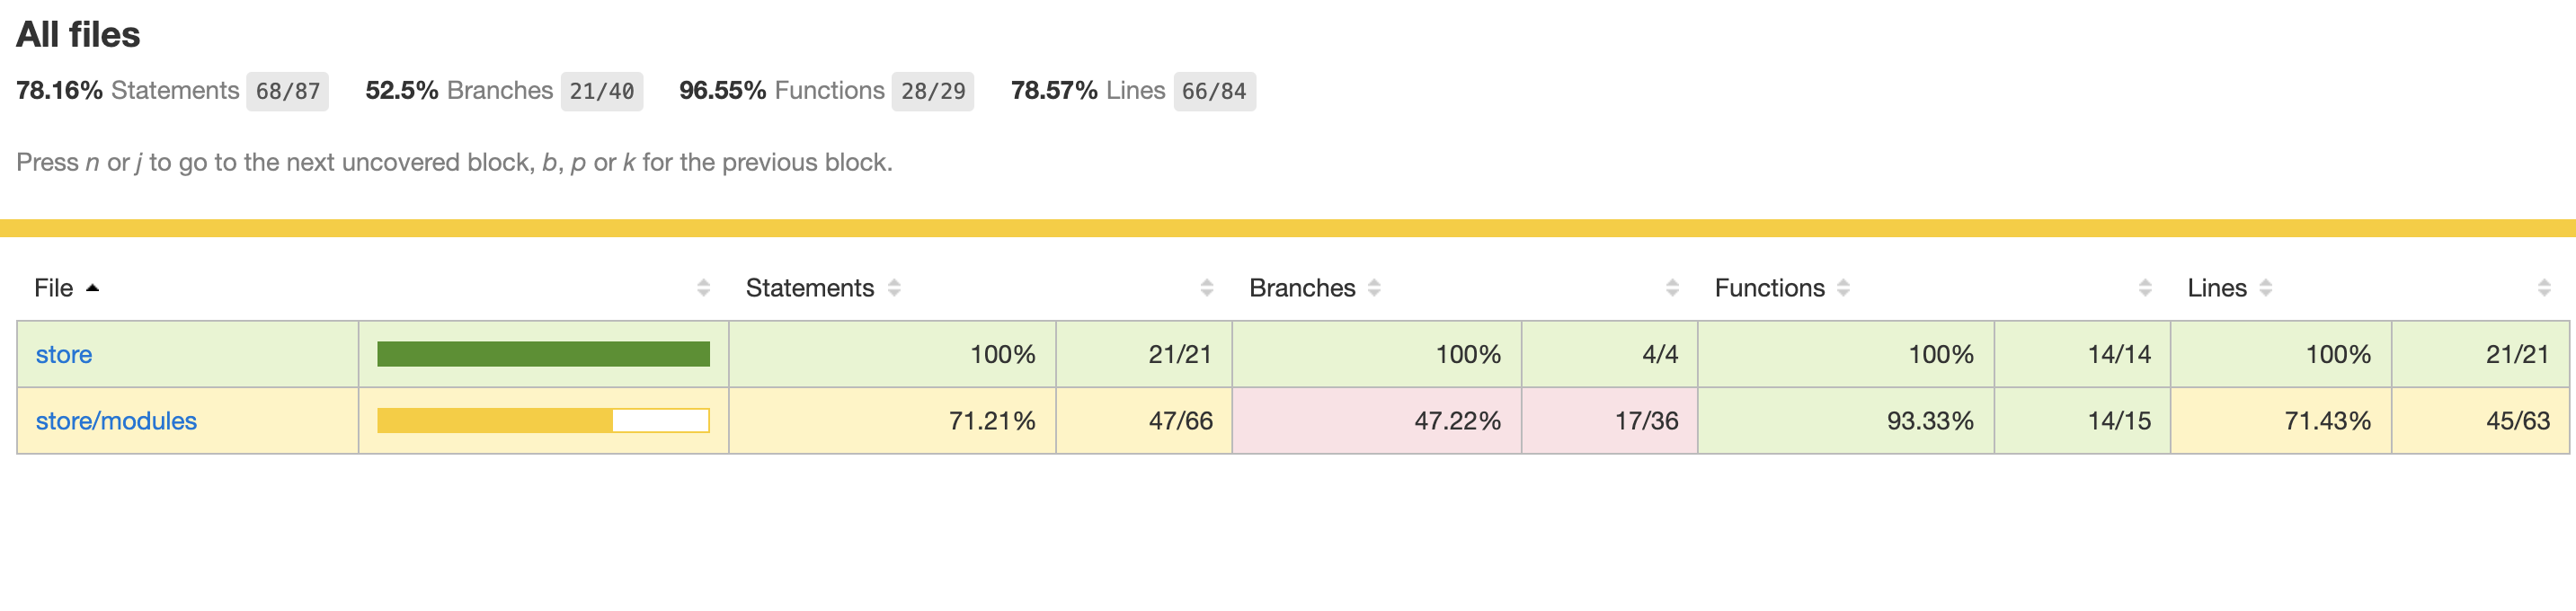 All files
78.16% Statements 68/87 52.5% Branches 21/40 96.55% Functions 28/29 78.57% Lines 66/84
Press n or j to go to the next uncovered block, b, p or k for the previous block.
File Statements Branches Functions Lines
store 100% 21/21 100% 4/4 100% 14/14 100% 21/21
store/modules 71.21% 47/66 47.22% 17/36 93.33% 14/15 71.43% 45/63